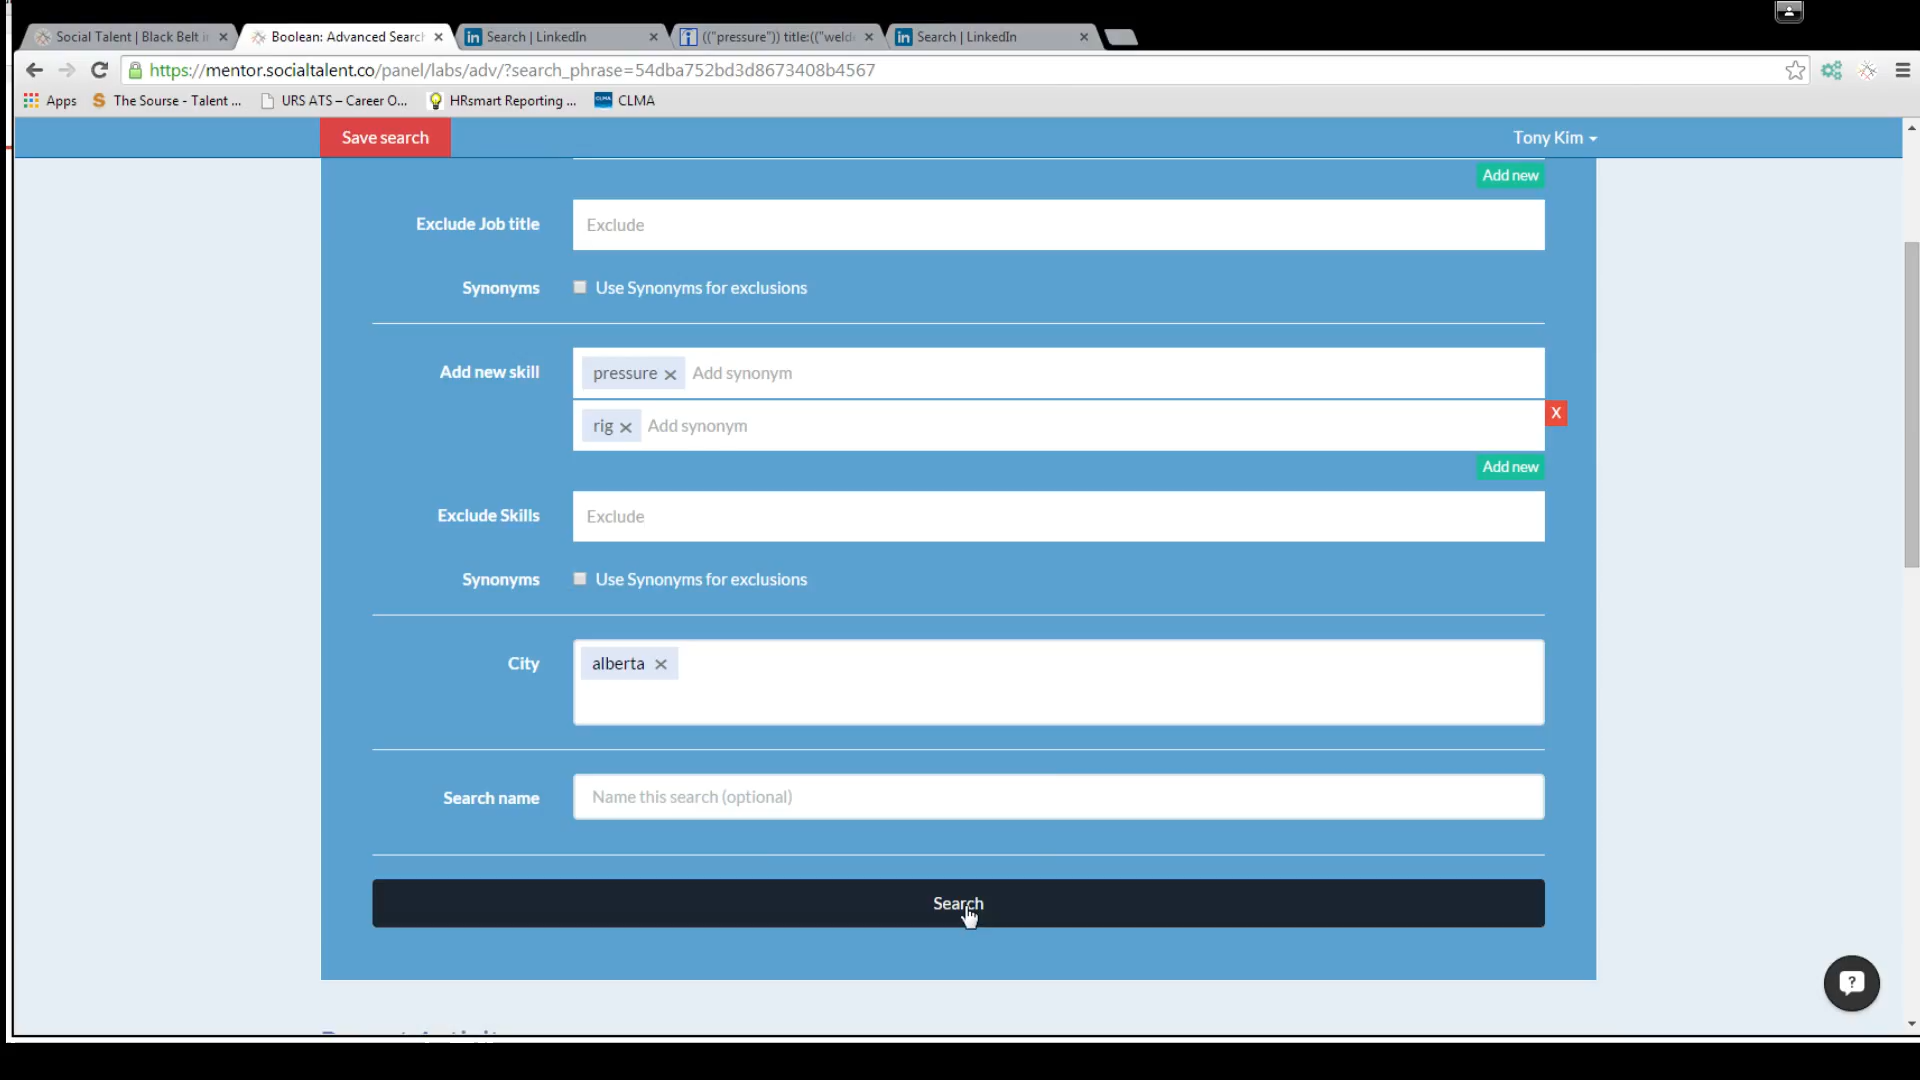 Social Talent | Black Belt i
Boolean: Advanced Search
Search | LinkedIn
(("pressure")) title:(("weld
Search | LinkedIn
https://mentor.socialtalent.co/panel/labs/adv/?search_phrase=54dba752bd3d8673408b4567
Apps
The Sourse - Talent ...
URS ATS – Career O...
HRsmart Reporting ...
CLMA
Save search
Tony Kim
Add new
Exclude Job title
Exclude
Synonyms
Use Synonyms for exclusions
Add new skill
pressure
Add synonym
rig
Add synonym
X
Add new
Exclude Skills
Exclude
Synonyms
Use Synonyms for exclusions
City
alberta
Search name
Name this search (optional)
Search